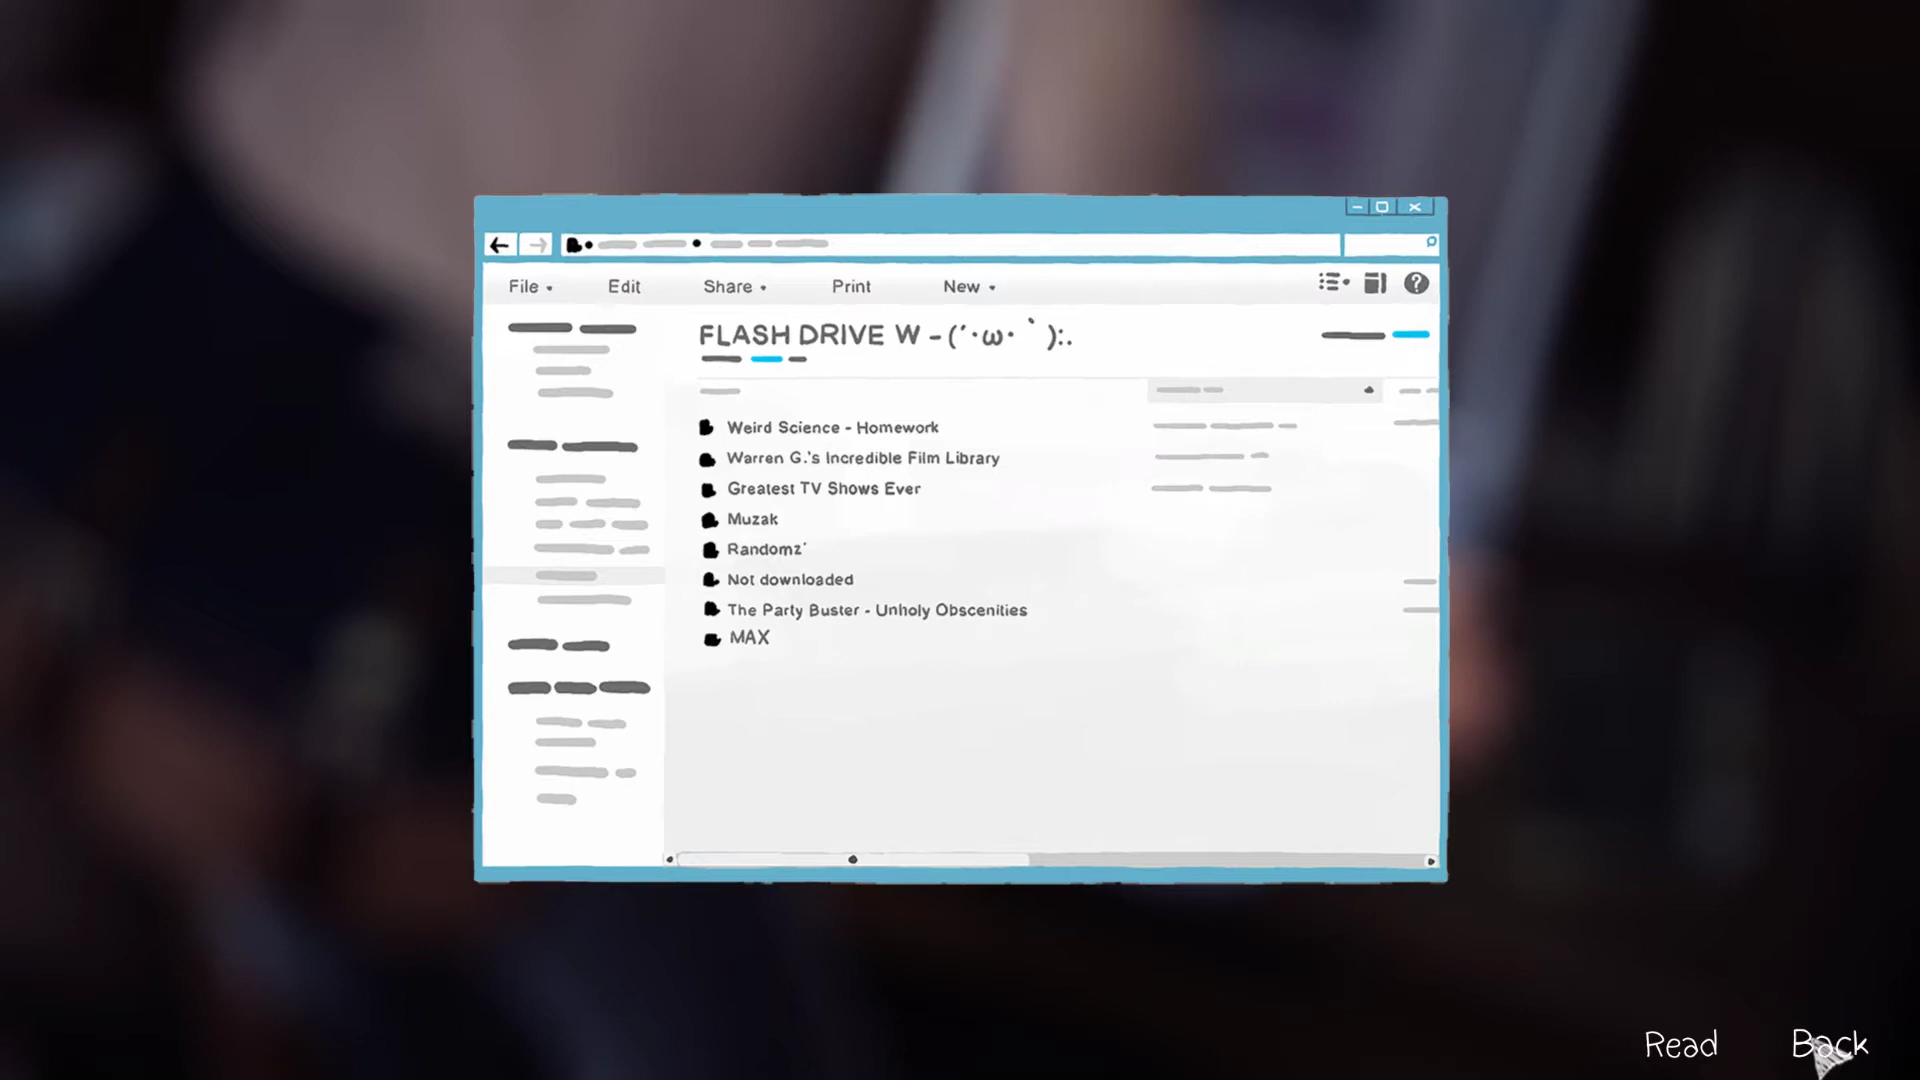 File Edit Share Print New
FLASH DRIVE W - (´·ω·`):.
Weird Science - Homework
Warren G.'s Incredible Film Library
Greatest TV Shows Ever
Muzak
Randomz'
Not downloaded
The Party Buster - Unholy Obscenities
MAX
Read Back